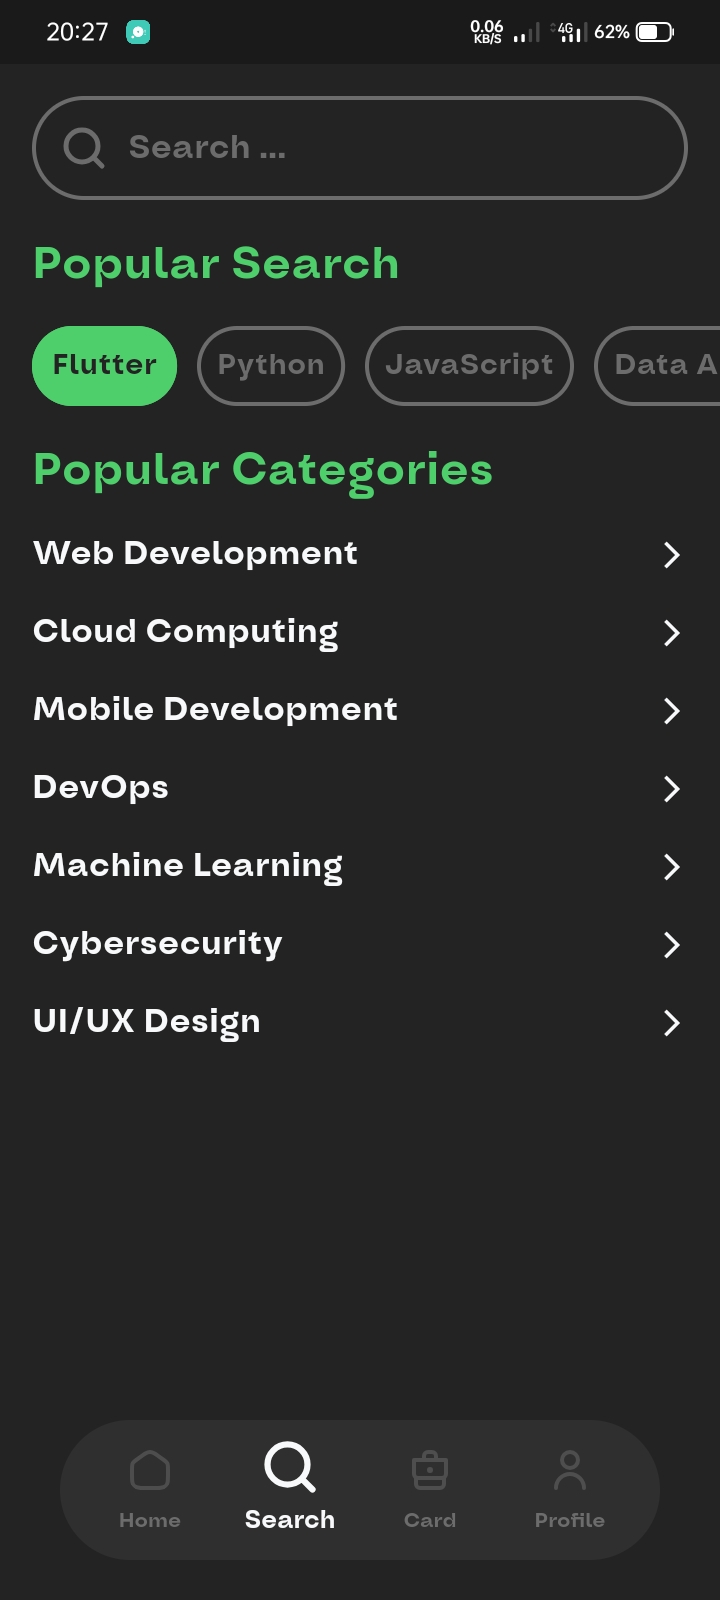 20:27 0.06 KB/S 4G 62%
Search ...
Popular Search
Flutter Python JavaScript Data A
Popular Categories
Web Development
Cloud Computing
Mobile Development
DevOps
Machine Learning
Cybersecurity
UI/UX Design
Home Search Card Profile